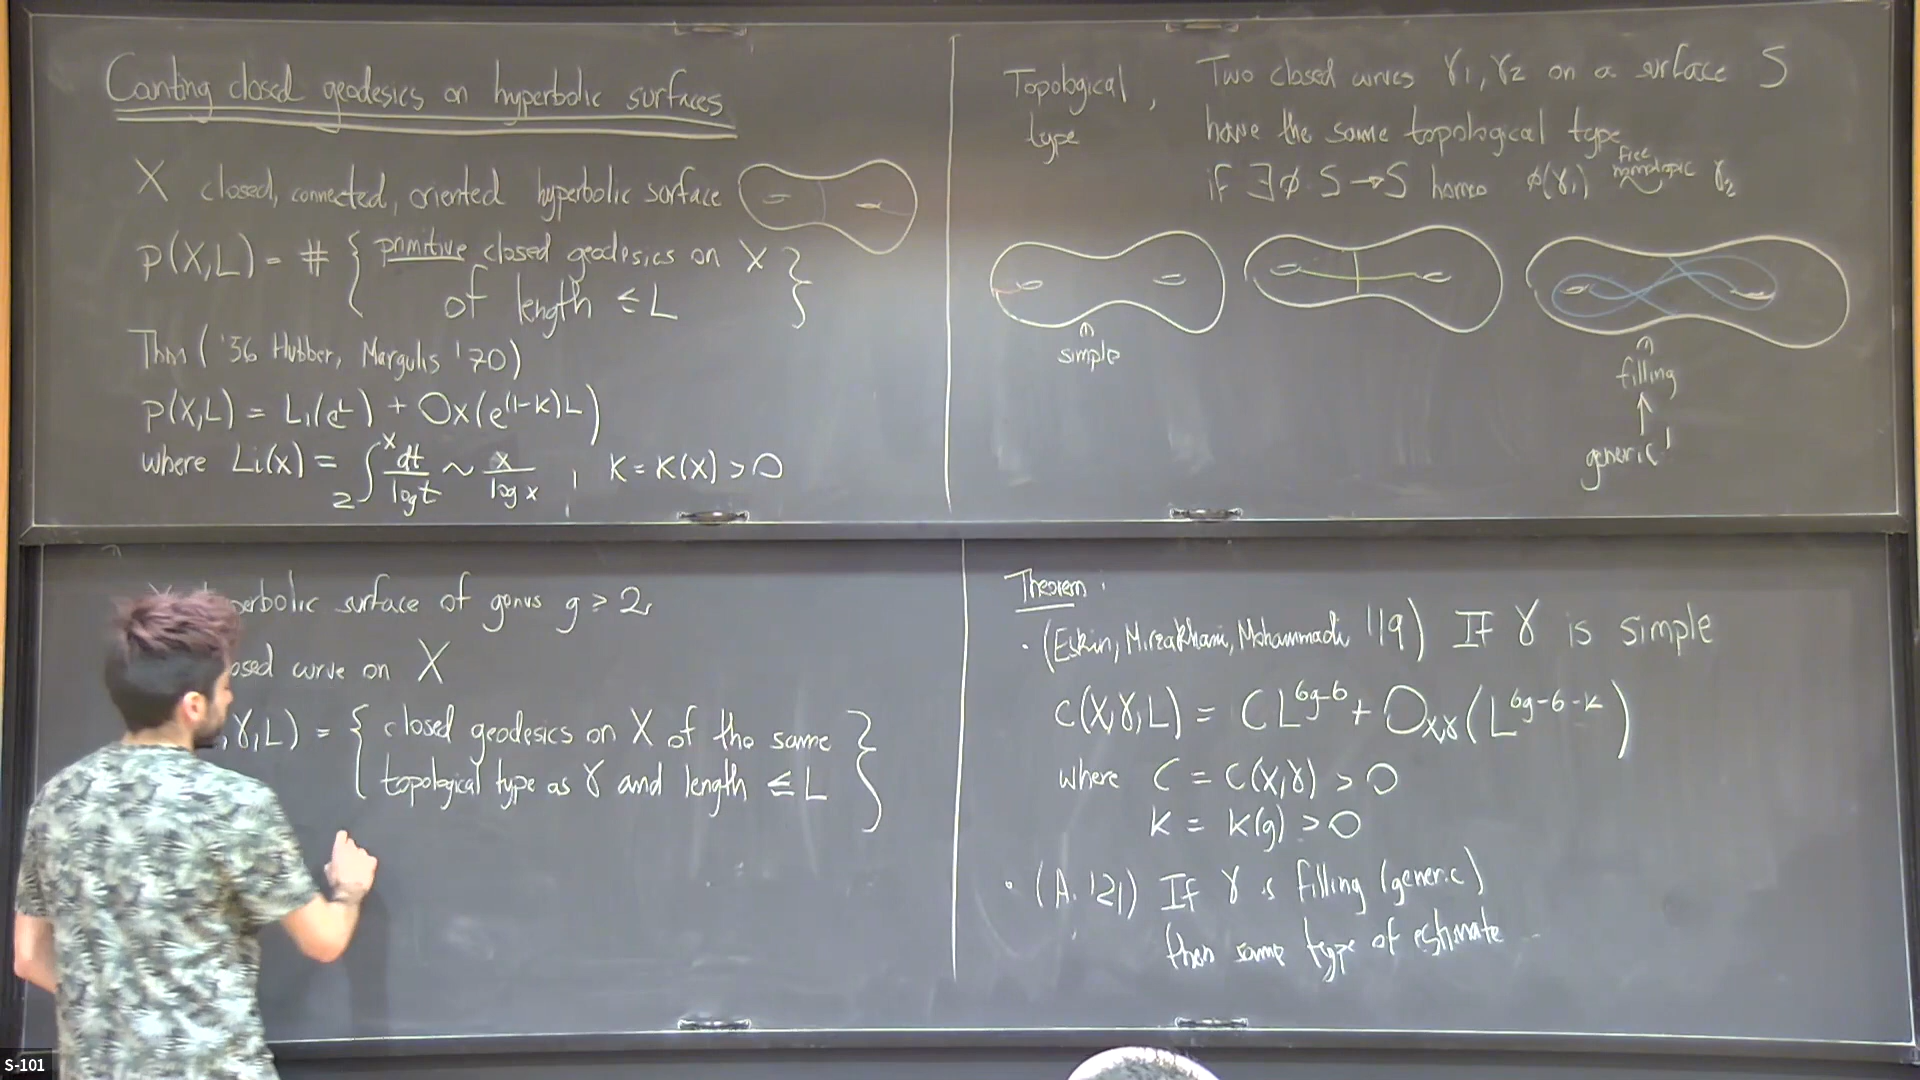 Counting closed geodesics on hyperbolic surfaces
X closed, connected, oriented hyperbolic surface
p(X,L) = # { primitive closed geodesics on X
of length ≤ L }
Thm ('56 Hubber, Margulis '70)
p(X,L) = Li(e^L) + O_X(e^{(1-κ)L})
where Li(x) = ∫_2^x dt/log t ~ x/log x , κ = κ(X) > 0
Topological type,
Two closed curves γ1, γ2 on a surface S
have the same topological type
if ∃ φ: S → S homeo φ(γ1) free homotopic γ2
simple
filling
↑
generic!
perbolic surface of genus g ≥ 2,
osed curve on X
,γ,L) = { closed geodesics on X of the same
topological type as γ and length ≤ L }
Theorem.
• (Eskin, Mirzakhani, Mohammadi '19) If γ is simple
c(X,γ,L) = C L^{6g-6} + O_{X,γ}(L^{6g-6-κ})
where C = C(X,γ) > 0
κ = κ(g) > 0
• (A. '21) If γ is filling (generic)
then same type of estimate
S-101